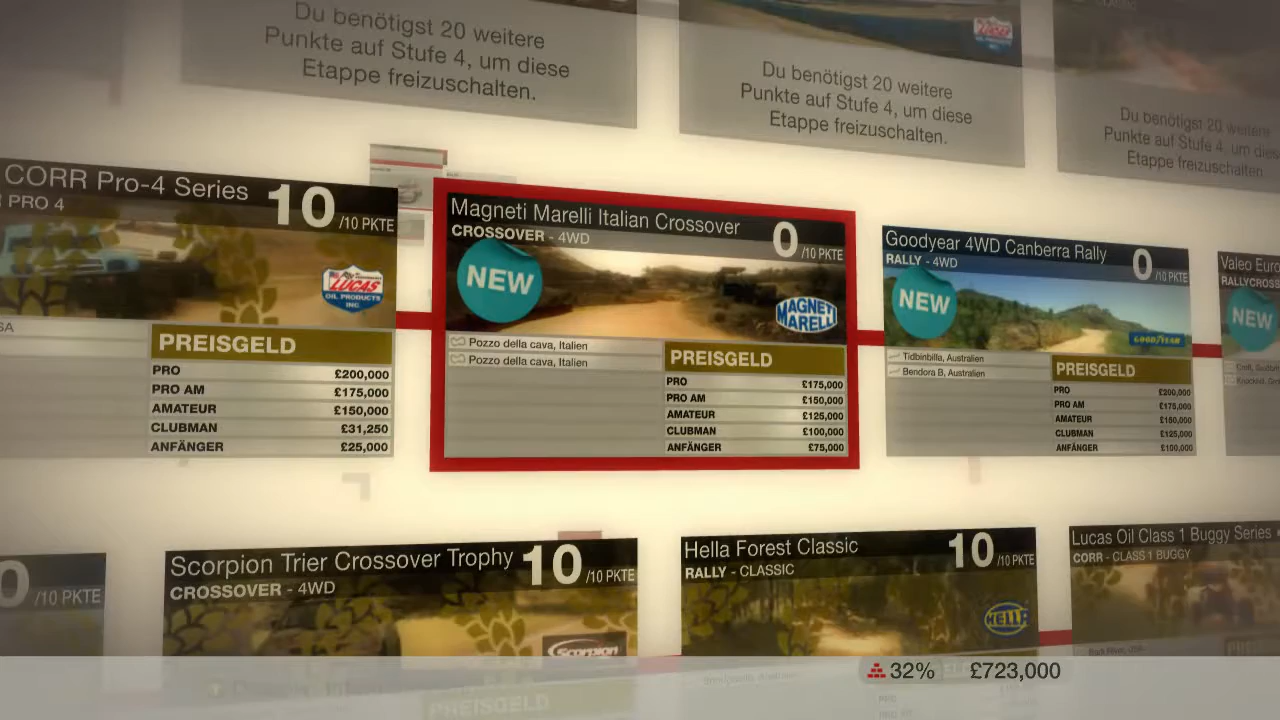 Du benötigst 20 weitere
Punkte auf Stufe 4, um diese
Etappe freizuschalten.
LUCAS
Du benötigst 20 weitere
Punkte auf Stufe 4, um diese
Etappe freizuschalten.
Du benötigst 20 weitere
Punkte auf Stufe 4, um dies
Etappe freizuschalten.
CORR Pro-4 Series
10 /10 PKTE
PRO 4
LUCAS
OIL PRODUCTS
INC
SA
PREISGELD
PRO £200,000
PRO AM £175,000
AMATEUR £150,000
CLUBMAN £31,250
ANFÄNGER £25,000
Magneti Marelli Italian Crossover
0 /10 PKTE
CROSSOVER - 4WD
NEW
MAGNETI
MARELLI
Pozzo della cava, Italien
Pozzo della cava, Italien
PREISGELD
PRO £175,000
PRO AM £150,000
AMATEUR £125,000
CLUBMAN £100,000
ANFÄNGER £75,000
Goodyear 4WD Canberra Rally
0 /10 PKTE
RALLY - 4WD
NEW
GOODYEAR
Tidbinbilla, Australien
Bendora B, Australien
PREISGELD
PRO £200,000
PRO AM £175,000
AMATEUR £150,000
CLUBMAN £125,000
ANFÄNGER £100,000
Valeo Euro
RALLYCROSS
NEW
0 /10 PKTE
Scorpion Trier Crossover Trophy
10 /10 PKTE
CROSSOVER - 4WD
Scorpion
Hella Forest Classic
10 /10 PKTE
RALLY - CLASSIC
HELLA
Lucas Oil Class 1 Buggy Series
CORR - CLASS 1 BUGGY
PREISGELD
32% £723,000